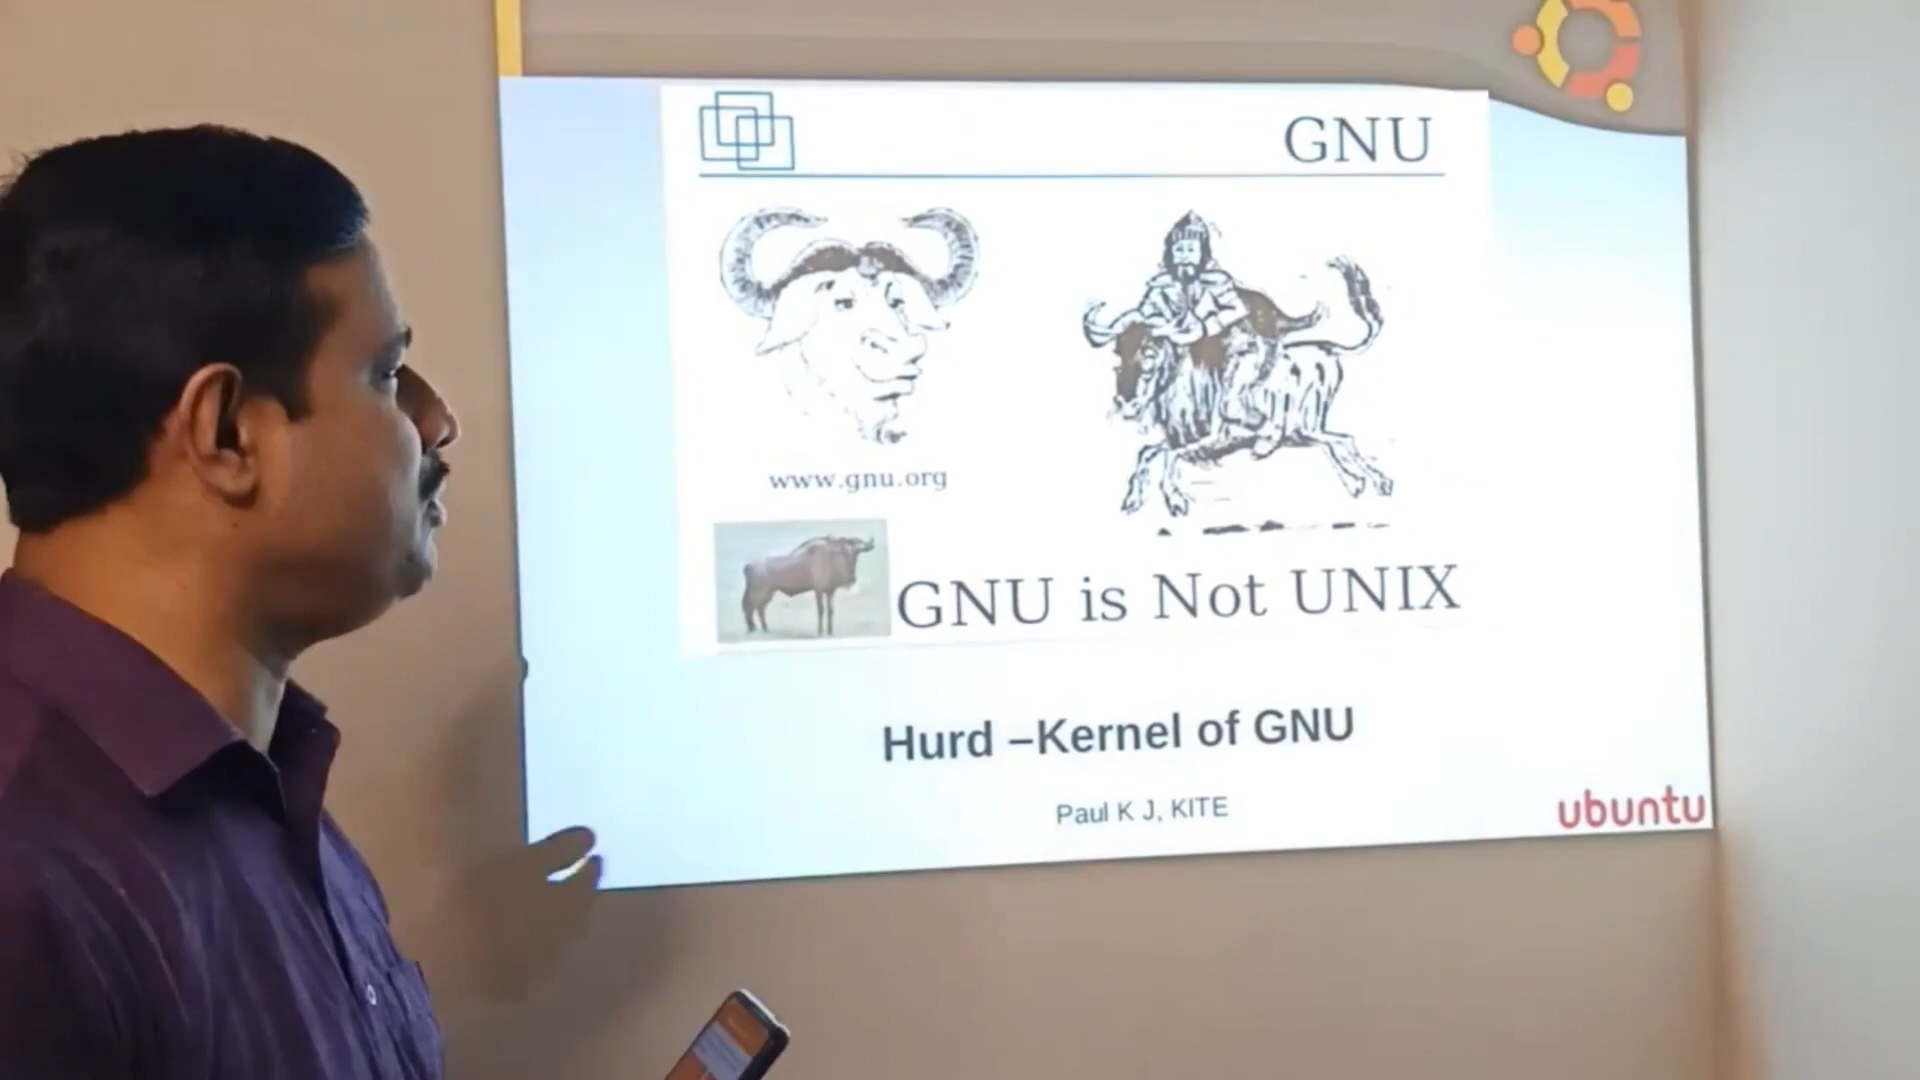 GNU
www.gnu.org
GNU is Not UNIX
Hurd –Kernel of GNU
Paul K J, KITE
ubuntu